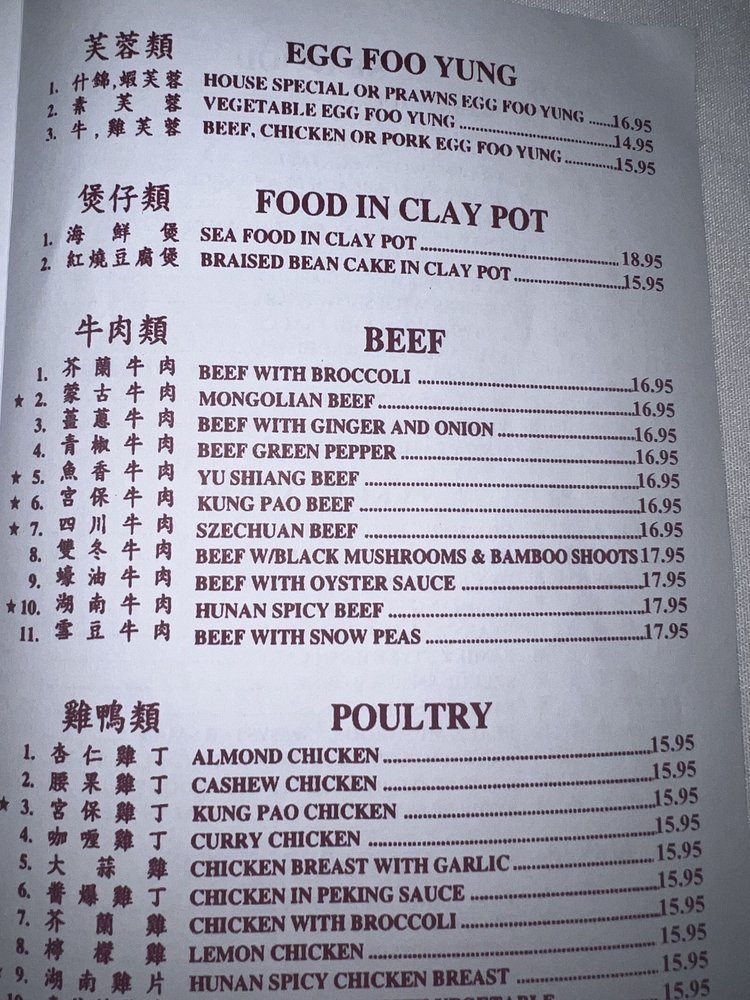 芙蓉類 EGG FOO YUNG
1. 什錦,蝦芙蓉 HOUSE SPECIAL OR PRAWNS EGG FOO YUNG ......16.95
2. 素芙蓉 VEGETABLE EGG FOO YUNG ......14.95
3. 牛,雞芙蓉 BEEF, CHICKEN OR PORK EGG FOO YUNG ......15.95
煲仔類 FOOD IN CLAY POT
1. 海鮮煲 SEA FOOD IN CLAY POT ......18.95
2. 紅燒豆腐煲 BRAISED BEAN CAKE IN CLAY POT ......15.95
牛肉類 BEEF
1. 芥蘭牛肉 BEEF WITH BROCCOLI ......16.95
★ 2. 蒙古牛肉 MONGOLIAN BEEF ......16.95
3. 薑蔥牛肉 BEEF WITH GINGER AND ONION ......16.95
4. 青椒牛肉 BEEF GREEN PEPPER ......16.95
★ 5. 魚香牛肉 YU SHIANG BEEF ......16.95
★ 6. 宮保牛肉 KUNG PAO BEEF ......16.95
★ 7. 四川牛肉 SZECHUAN BEEF ......16.95
8. 雙冬牛肉 BEEF W/BLACK MUSHROOMS & BAMBOO SHOOTS 17.95
9. 蠔油牛肉 BEEF WITH OYSTER SAUCE ......17.95
★ 10. 湖南牛肉 HUNAN SPICY BEEF ......17.95
11. 雪豆牛肉 BEEF WITH SNOW PEAS ......17.95
雞鴨類 POULTRY
1. 杏仁雞丁 ALMOND CHICKEN ......15.95
2. 腰果雞丁 CASHEW CHICKEN ......15.95
★ 3. 宮保雞丁 KUNG PAO CHICKEN ......15.95
4. 咖喱雞丁 CURRY CHICKEN ......15.95
5. 大蒜雞 CHICKEN BREAST WITH GARLIC ......15.95
6. 醬爆雞丁 CHICKEN IN PEKING SAUCE ......15.95
7. 芥蘭雞 CHICKEN WITH BROCCOLI ......15.95
8. 檸檬雞 LEMON CHICKEN ......15.95
9. 湖南雞片 HUNAN SPICY CHICKEN BREAST ......15.95
15.95